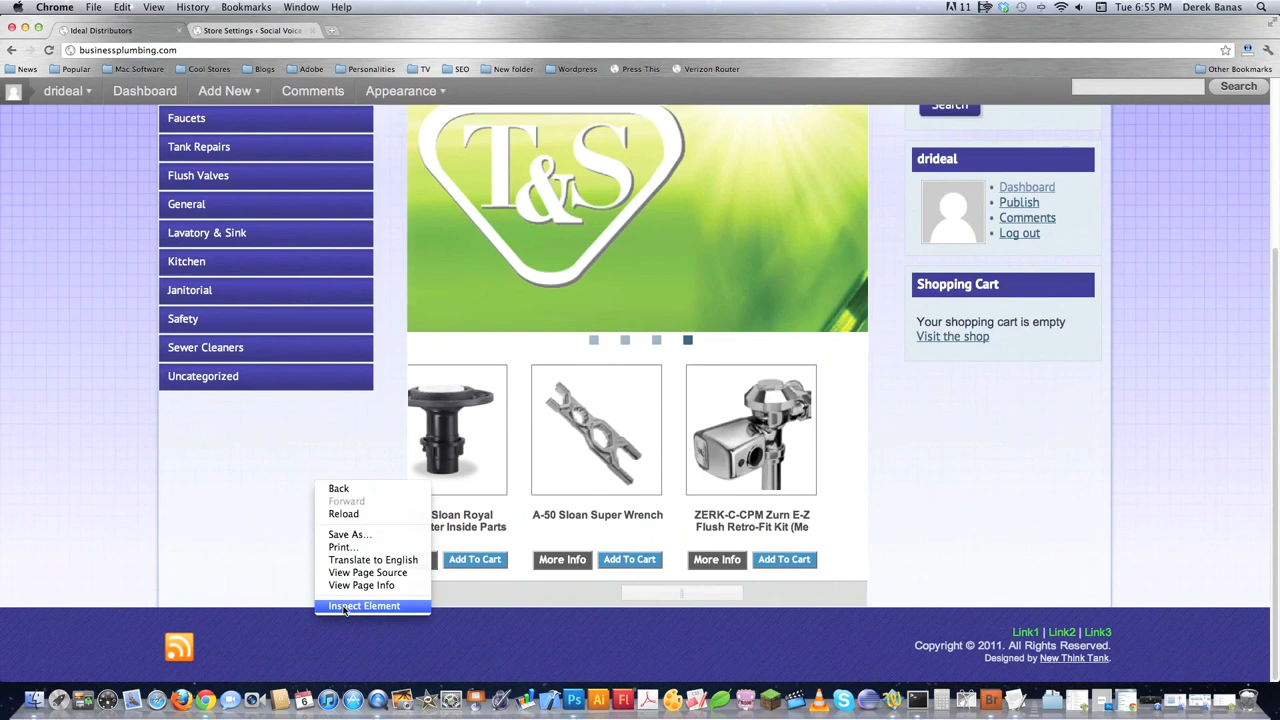 Chrome File Edit View History Bookmarks Window Help
11
Tue 6:55 PM Derek Banas
Ideal Distributors
Store Settings ‹ Social Voice
businessplumbing.com
News Popular Mac Software Cool Stores Blogs Adobe Personalities TV SEO New folder Wordpress Press This Verizon Router Other Bookmarks
drideal Dashboard Add New Comments Appearance Search
Faucets
Tank Repairs
Flush Valves
General
Lavatory & Sink
Kitchen
Janitorial
Safety
Sewer Cleaners
Uncategorized
T&S
Sloan Royal
ter Inside Parts
Add To Cart
A-50 Sloan Super Wrench
More Info Add To Cart
ZERK-C-CPM Zurn E-Z
Flush Retro-Fit Kit (Me
More Info Add To Cart
Search
drideal
Dashboard
Publish
Comments
Log out
Shopping Cart
Your shopping cart is empty
Visit the shop
Back
Forward
Reload
Save As...
Print...
Translate to English
View Page Source
View Page Info
Inspect Element
Link1 | Link2 | Link3
Copyright © 2011. All Rights Reserved.
Designed by New Think Tank.
6
Ps Ai Fl Br